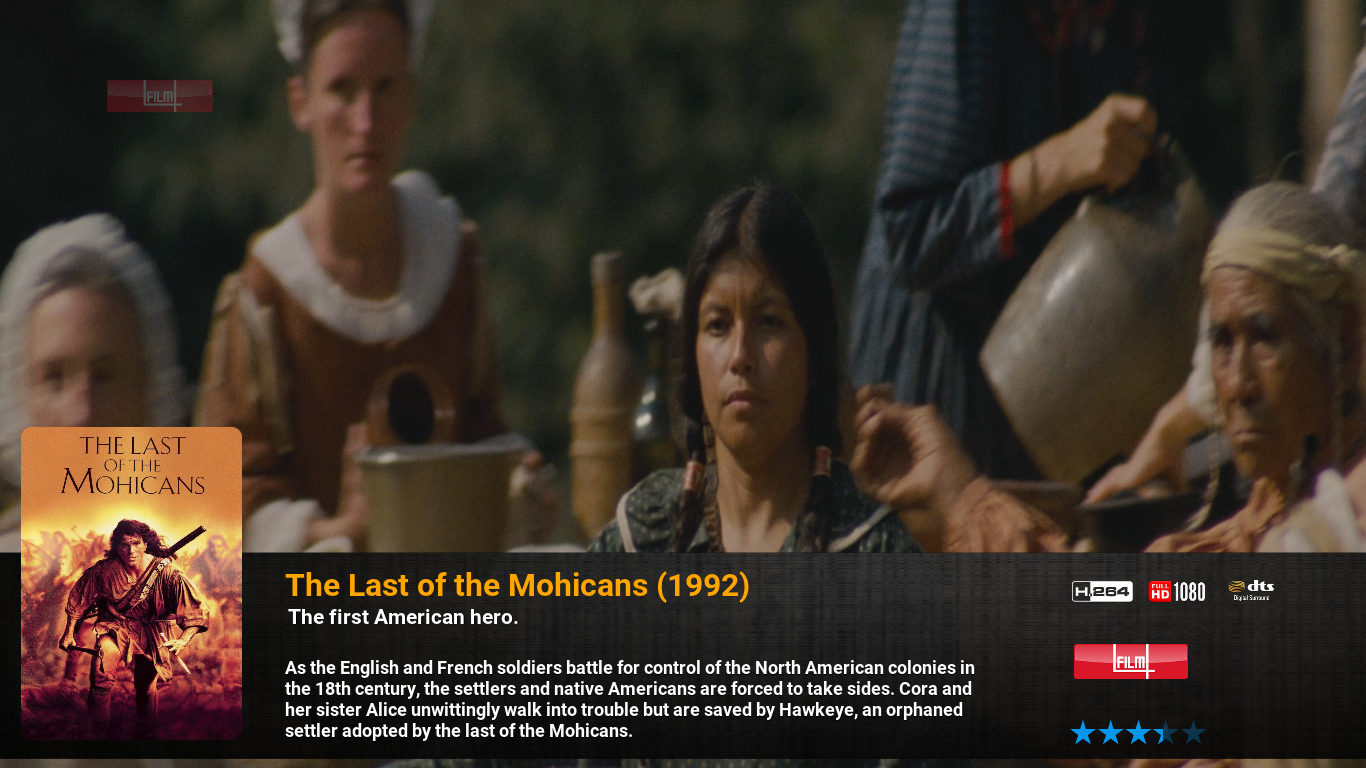 FILM+
THE LAST
OF THE
MOHICANS
The Last of the Mohicans (1992)
The first American hero.
As the English and French soldiers battle for control of the North American colonies in
the 18th century, the settlers and native Americans are forced to take sides. Cora and
her sister Alice unwittingly walk into trouble but are saved by Hawkeye, an orphaned
settler adopted by the last of the Mohicans.
H.264
FULL HD 1080
dts
Digital Surround
FILM+